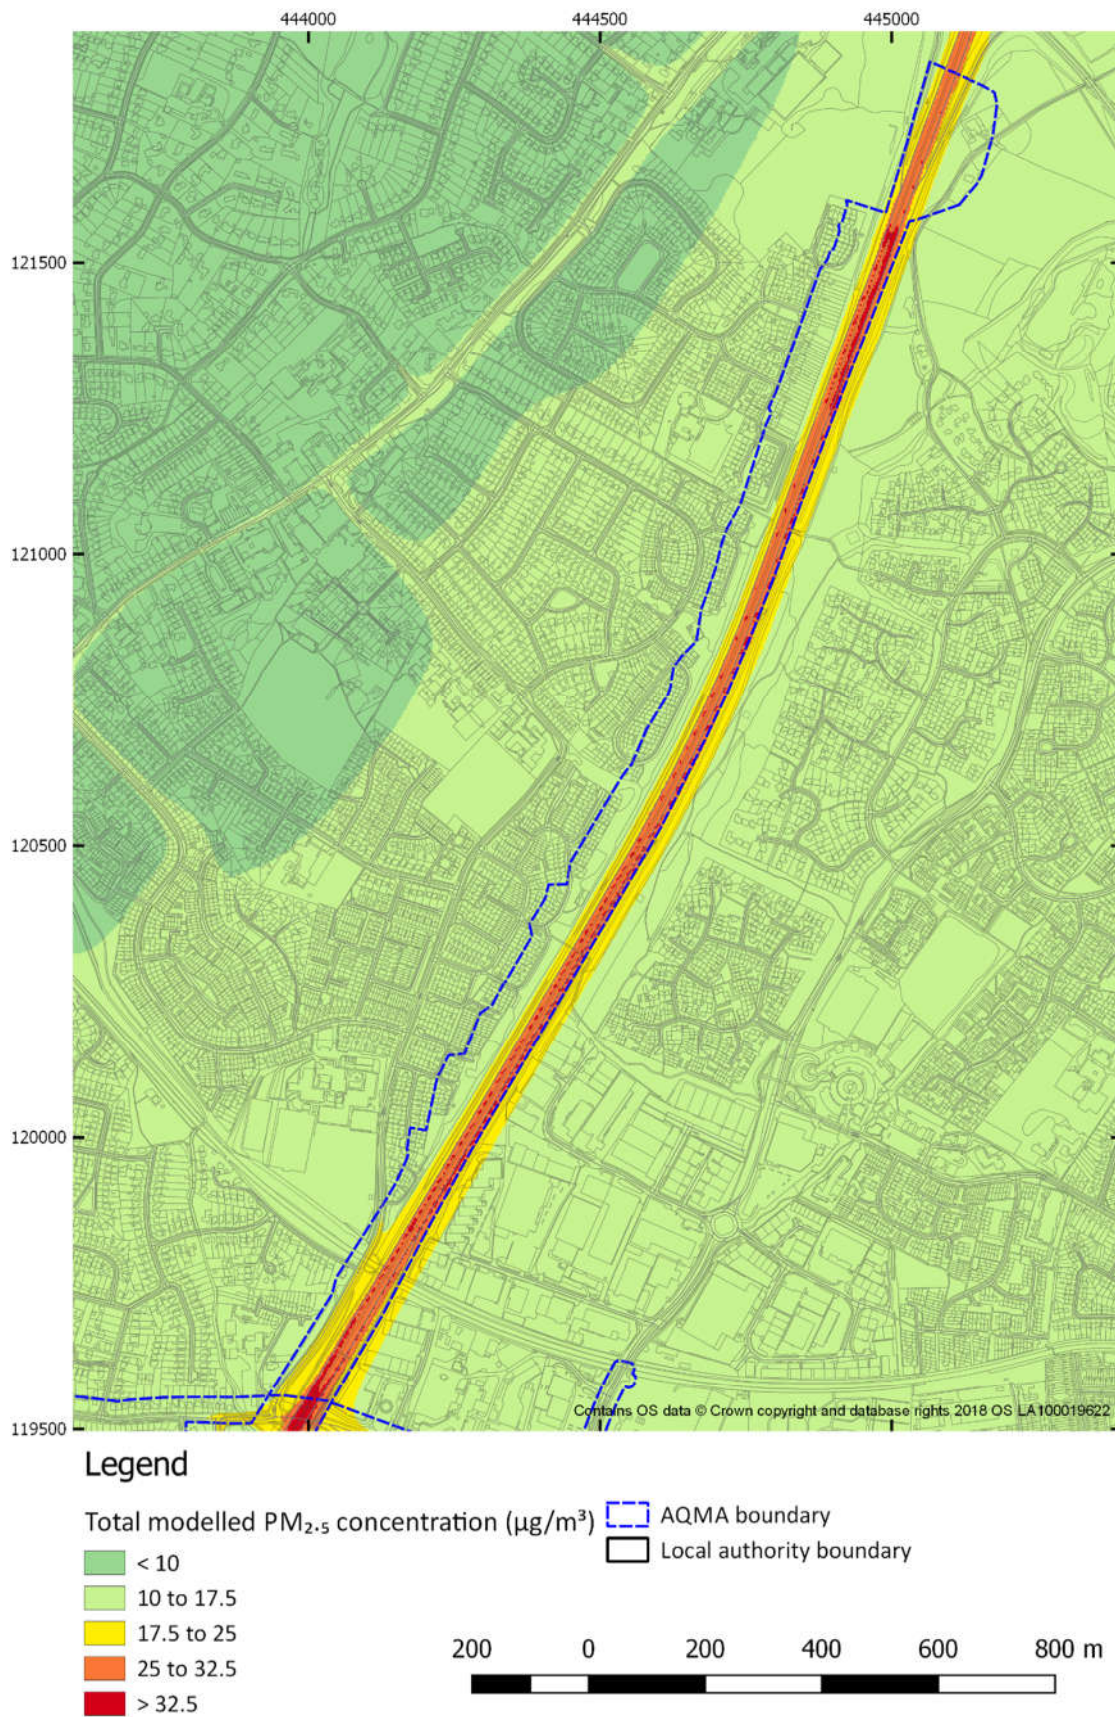 444000 444500 445000
121500
121000
120500
120000
119500
Contains OS data © Crown copyright and database rights 2018 OS LA100019622
Legend
Total modelled PM₂.₅ concentration (µg/m³)
< 10
10 to 17.5
17.5 to 25
25 to 32.5
> 32.5
AQMA boundary
Local authority boundary
200 0 200 400 600 800 m